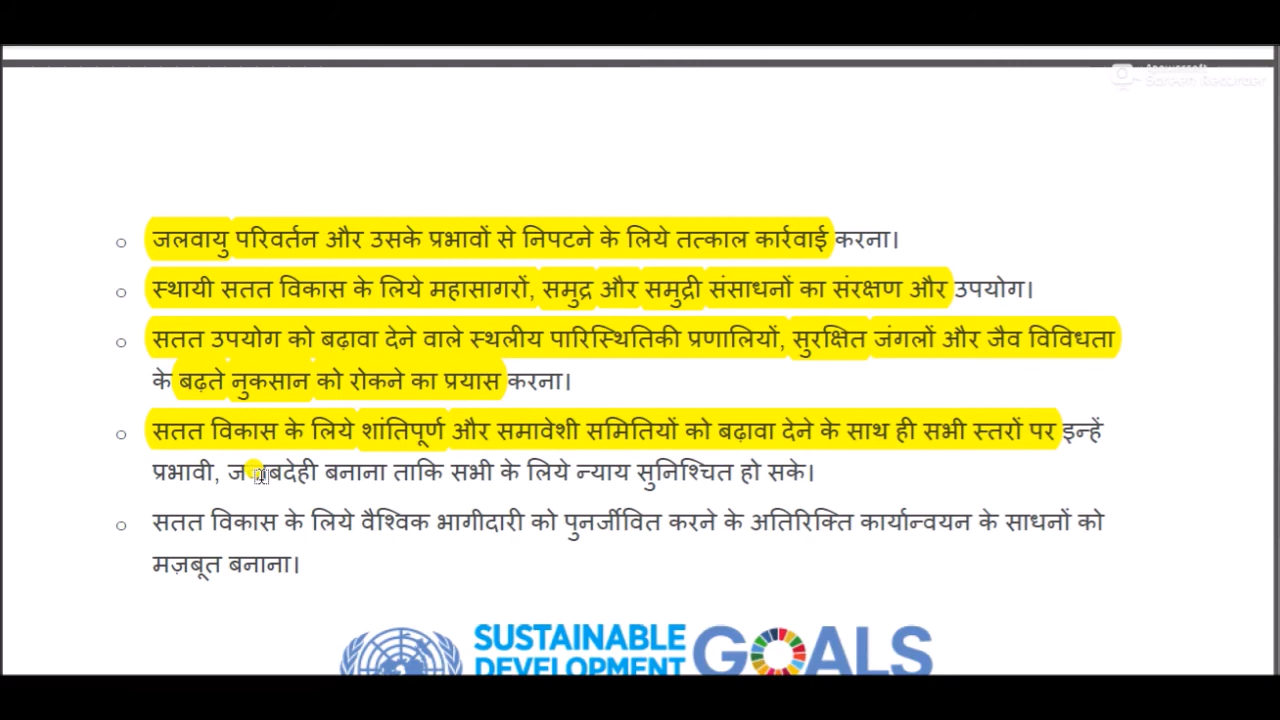 Apowersoft
Screen Recorder
जलवायु परिवर्तन और उसके प्रभावों से निपटने के लिये तत्काल कार्रवाई करना।
स्थायी सतत विकास के लिये महासागरों, समुद्र और समुद्री संसाधनों का संरक्षण और उपयोग।
सतत उपयोग को बढ़ावा देने वाले स्थलीय पारिस्थितिकी प्रणालियों, सुरक्षित जंगलों और जैव विविधता
के बढ़ते नुकसान को रोकने का प्रयास करना।
सतत विकास के लिये शांतिपूर्ण और समावेशी समितियों को बढ़ावा देने के साथ ही सभी स्तरों पर इन्हें
प्रभावी, जवाबदेही बनाना ताकि सभी के लिये न्याय सुनिश्चित हो सके।
सतत विकास के लिये वैश्विक भागीदारी को पुनर्जीवित करने के अतिरिक्ति कार्यान्वयन के साधनों को
मज़बूत बनाना।
SUSTAINABLE
DEVELOPMENT GOALS